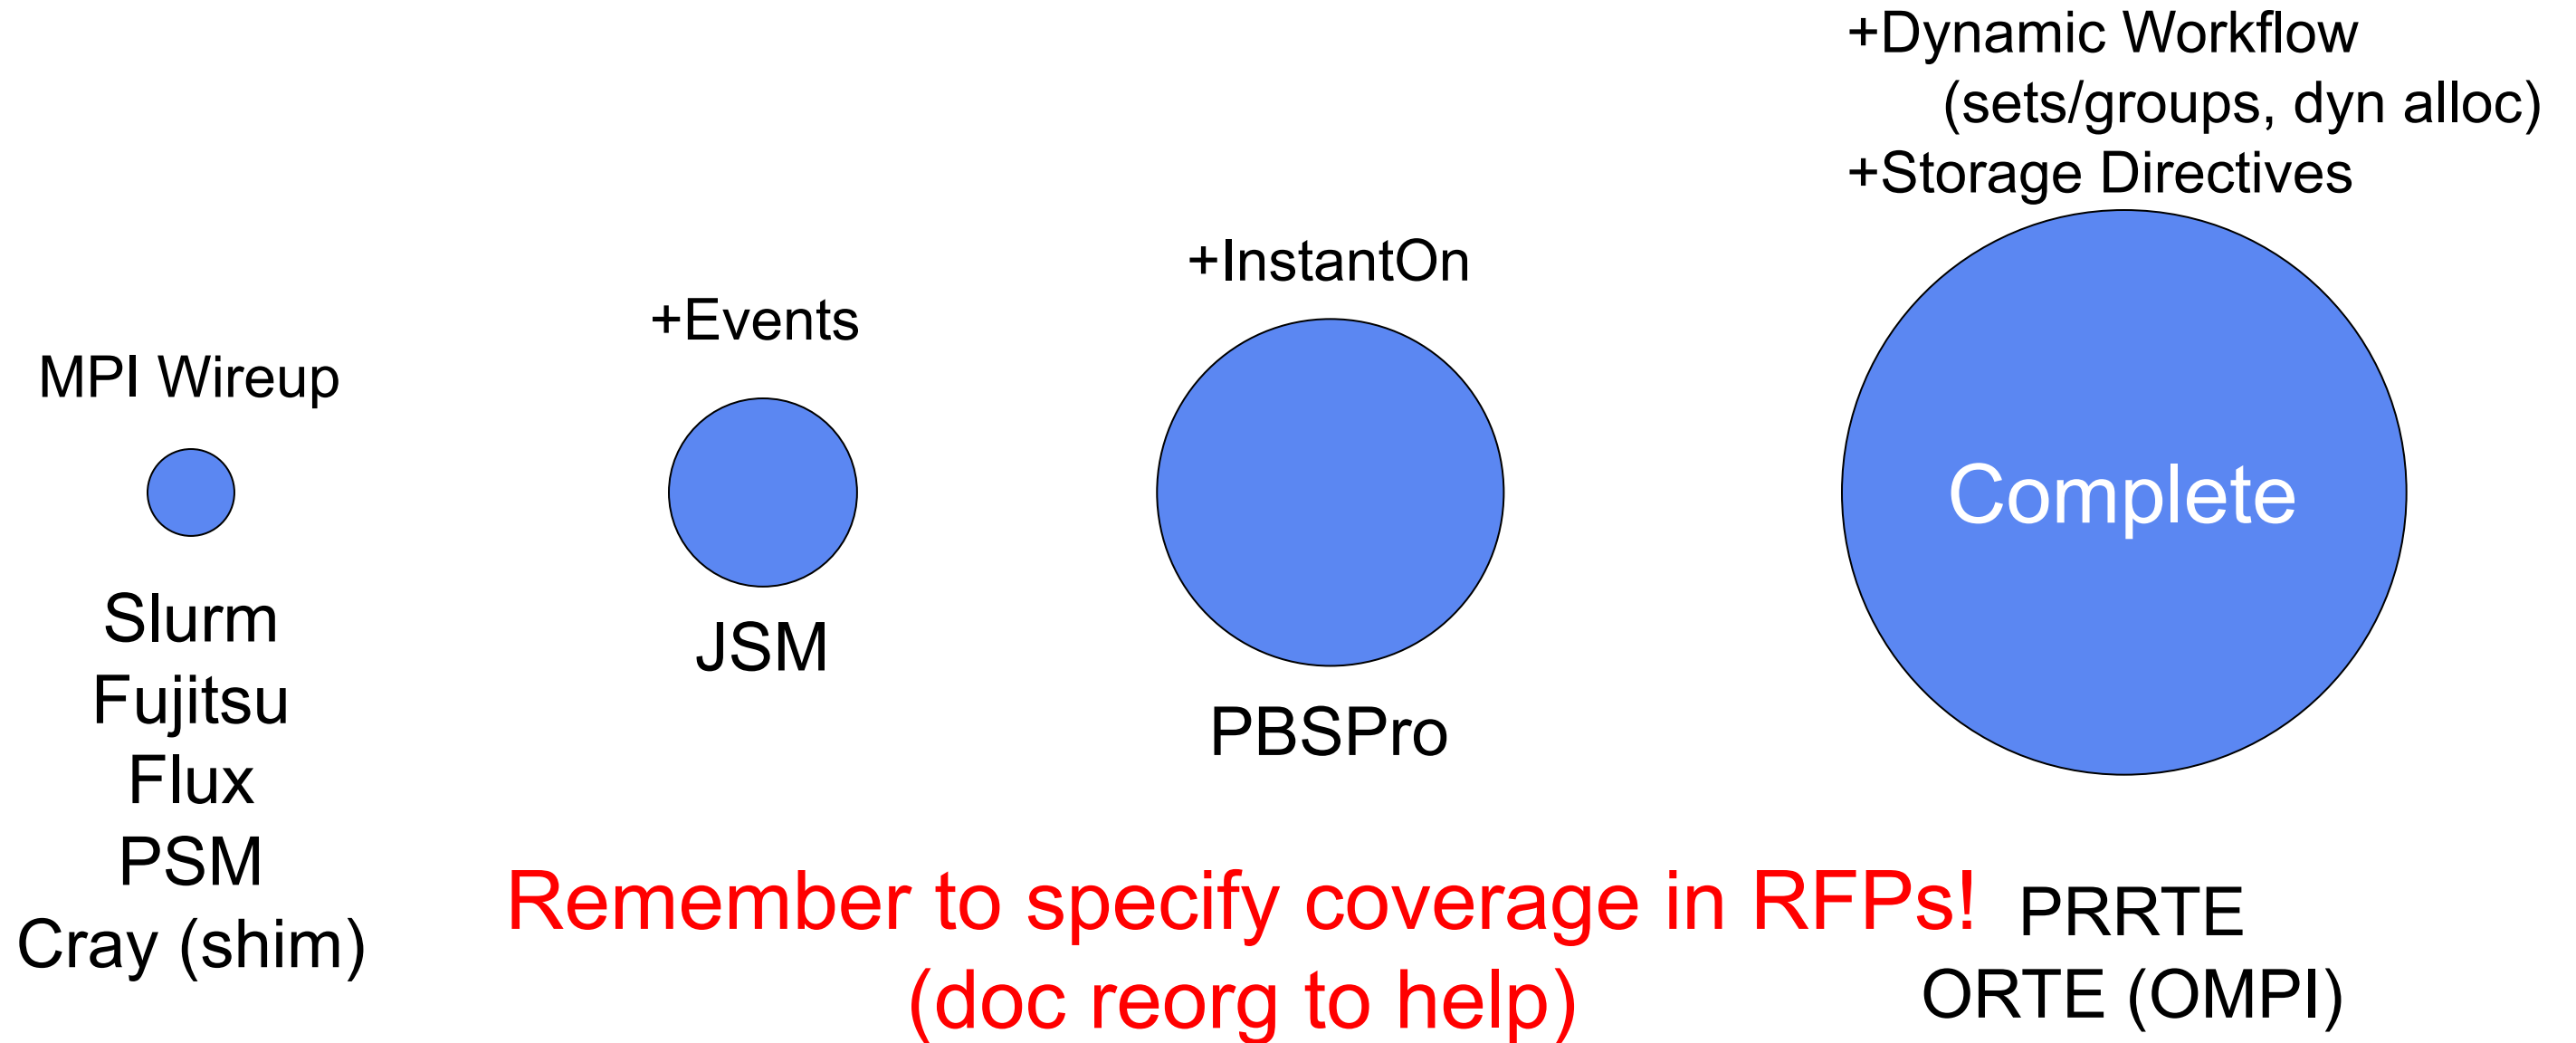 MPI Wireup
Slurm
Fujitsu
Flux
PSM
Cray (shim)
+Events
JSM
+InstantOn
PBSPro
+Dynamic Workflow
(sets/groups, dyn alloc)
+Storage Directives
Complete
PRRTE
ORTE (OMPI)
Remember to specify coverage in RFPs!
(doc reorg to help)